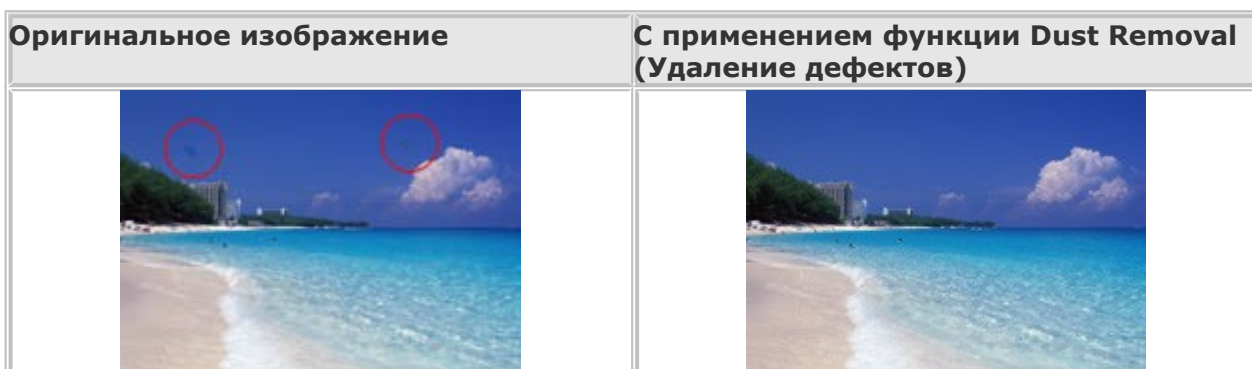 Оригинальное изображение
С применением функции Dust Removal
(Удаление дефектов)